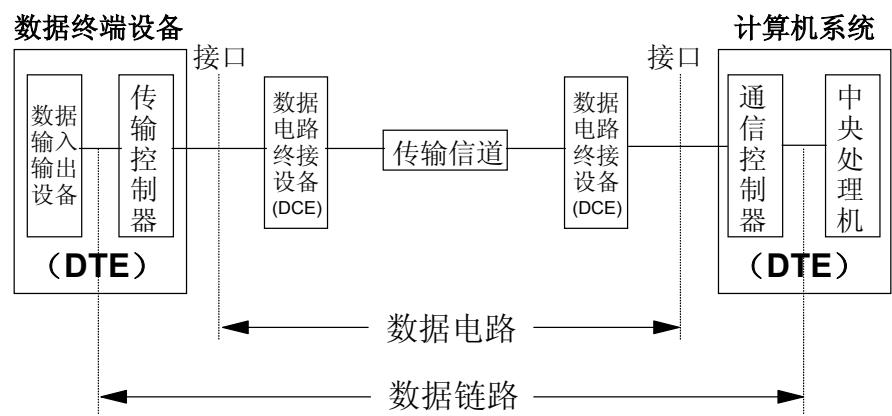 数据终端设备
计算机系统
接口
接口
数据
输入
输出
设备
传
输
控
制
器
数据
电路
终接
设备
(DCE)
传输信道
数据
电路
终接
设备
(DCE)
通
信
控
制
器
中
央
处
理
机
（DTE）
（DTE）
数据电路
数据链路